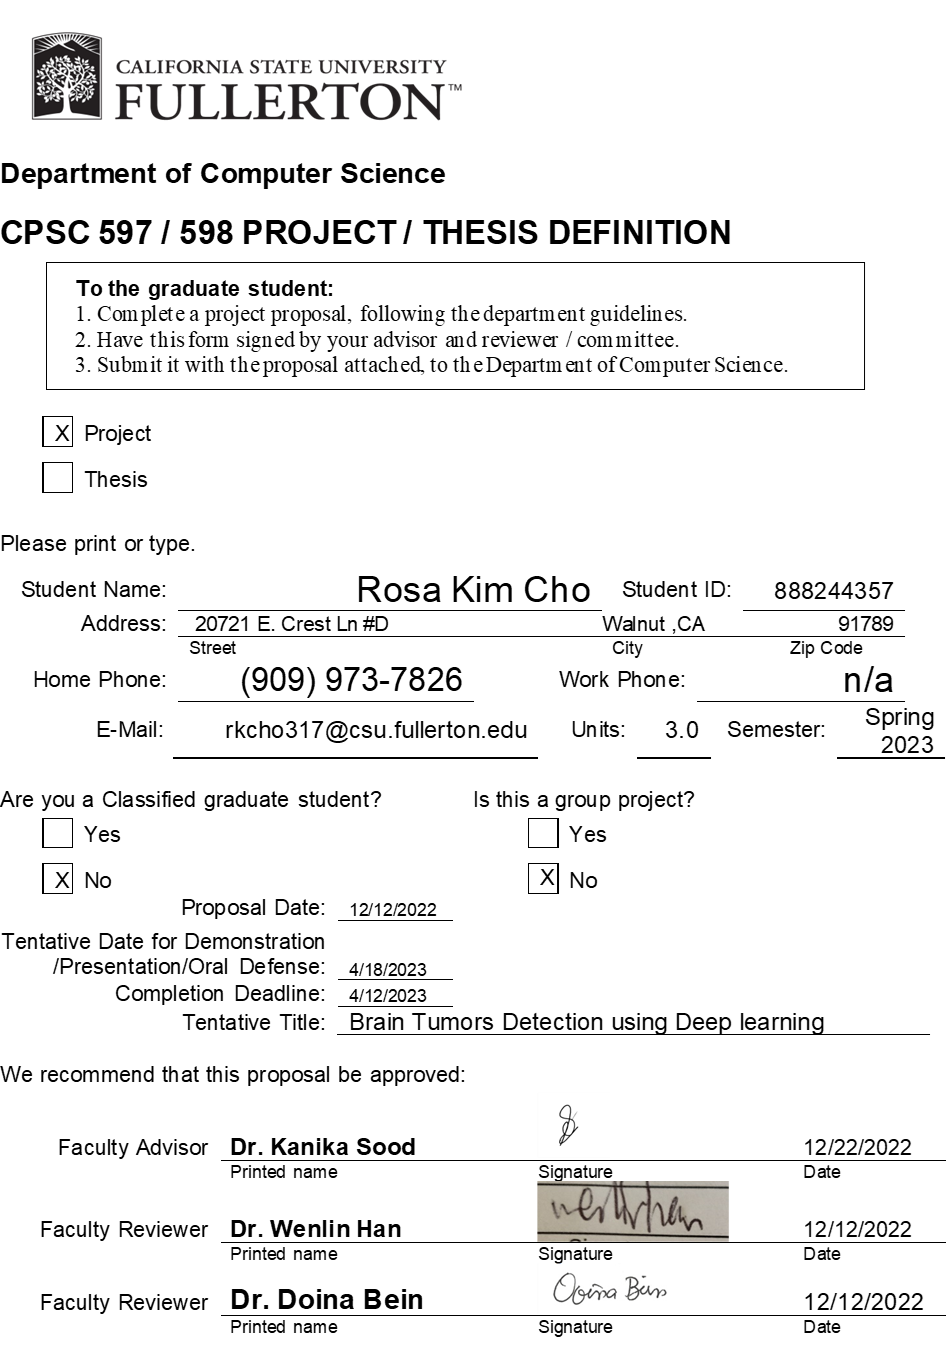 CALIFORNIA STATE UNIVERSITY
FULLERTON™
Department of Computer Science
CPSC 597 / 598 PROJECT / THESIS DEFINITION
To the graduate student:
1. Complete a project proposal, following the department guidelines.
2. Have this form signed by your advisor and reviewer / committee.
3. Submit it with the proposal attached, to the Department of Computer Science.
X Project
Thesis
Please print or type.
Student Name: Rosa Kim Cho Student ID: 888244357
Address: 20721 E. Crest Ln #D Walnut ,CA 91789
Street City Zip Code
Home Phone: (909) 973-7826 Work Phone: n/a
E-Mail: rkcho317@csu.fullerton.edu Units: 3.0 Semester: Spring 2023
Are you a Classified graduate student? Is this a group project?
Yes Yes
X No X No
Proposal Date: 12/12/2022
Tentative Date for Demonstration
/Presentation/Oral Defense: 4/18/2023
Completion Deadline: 4/12/2023
Tentative Title: Brain Tumors Detection using Deep learning
We recommend that this proposal be approved:
Faculty Advisor Dr. Kanika Sood 12/22/2022
Printed name Signature Date
Faculty Reviewer Dr. Wenlin Han 12/12/2022
Printed name Signature Date
Faculty Reviewer Dr. Doina Bein Doina Bein 12/12/2022
Printed name Signature Date